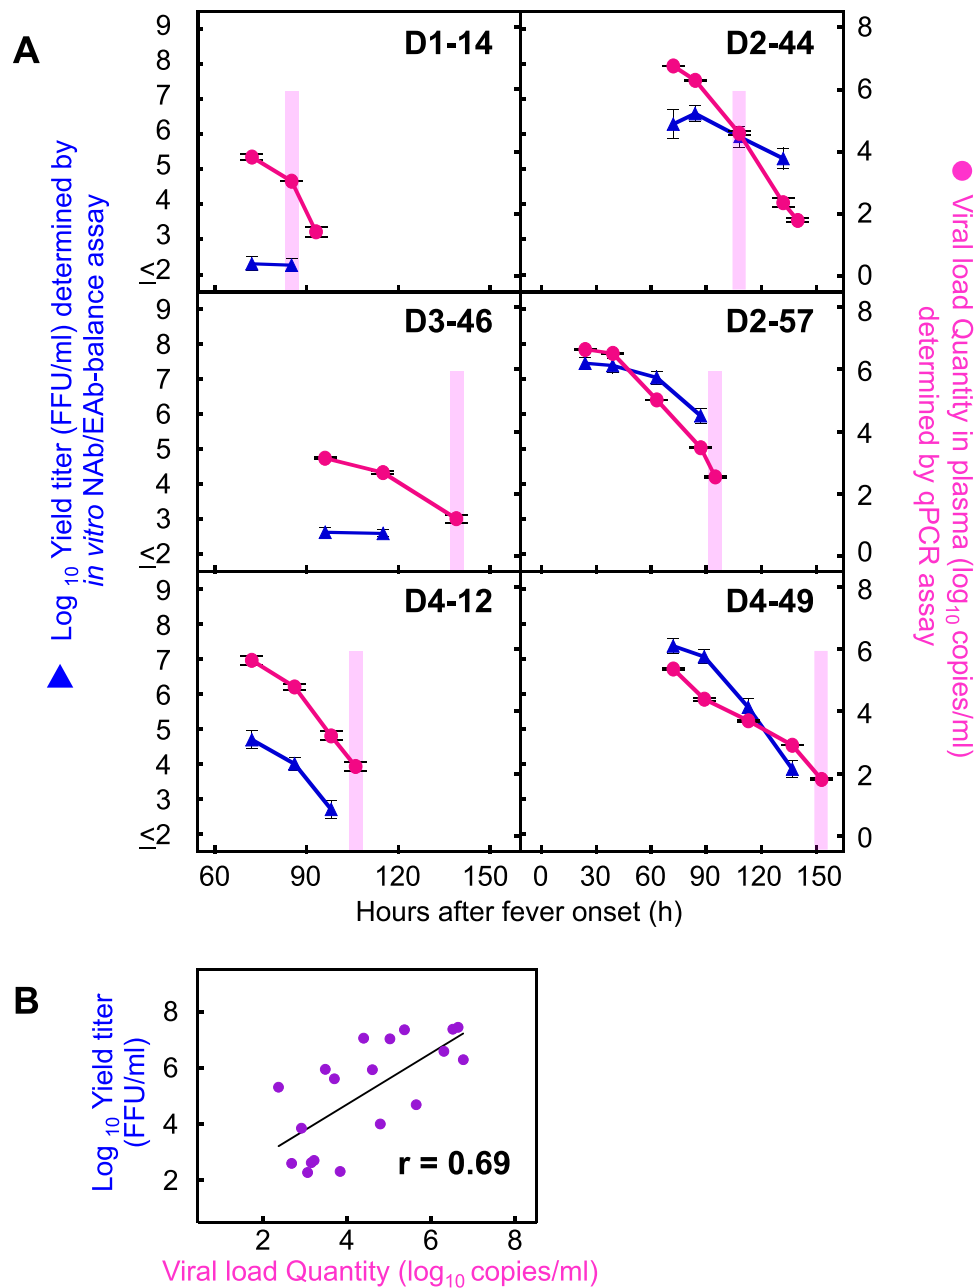 A
▲ Log 10 Yield titer (FFU/ml) determined by
in vitro NAb/EAb-balance assay
D1-14
9
8
7
6
5
4
3
≤2
D2-44
8
6
4
2
0
D3-46
9
8
7
6
5
4
3
≤2
D2-57
8
6
4
2
0
D4-12
9
8
7
6
5
4
3
≤2
D4-49
8
6
4
2
0
● Viral load Quantity in plasma (log10 copies/ml)
determined by qPCR assay
60 90 120 150 0 30 60 90 120 150
Hours after fever onset (h)
B
Log 10 Yield titer
(FFU/ml)
8
6
4
2
r = 0.69
2 4 6 8
Viral load Quantity (log10 copies/ml)